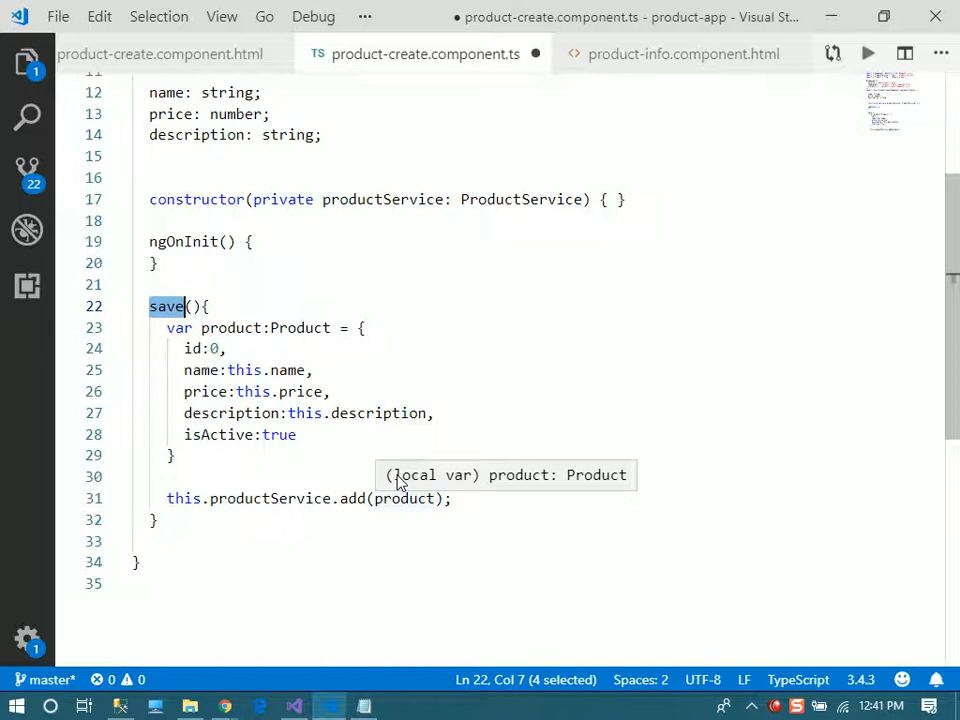 File Edit Selection View Go Debug ••• ● product-create.component.ts - product-app - Visual St...
product-create.component.html TS product-create.component.ts ● <> product-info.component.html •••
11
12 name: string;
13 price: number;
14 description: string;
15
16
17 constructor(private productService: ProductService) { }
18
19 ngOnInit() {
20 }
21
22 save(){
23 var product:Product = {
24 id:0,
25 name:this.name,
26 price:this.price,
27 description:this.description,
28 isActive:true
29 }
30 (local var) product: Product
31 this.productService.add(product);
32 }
33
34 }
35
1
22
1
master* 0 0 Ln 22, Col 7 (4 selected) Spaces: 2 UTF-8 LF TypeScript 3.4.3
12:41 PM